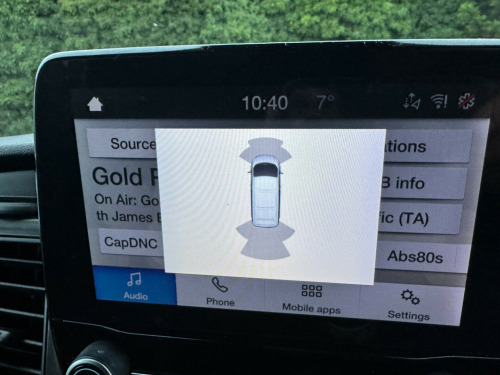 10:40 7°
Source
ations
Gold
B info
On Air: Go
th James
ic (TA)
CapDNC
Abs80s
Audio
Phone
Mobile apps
Settings